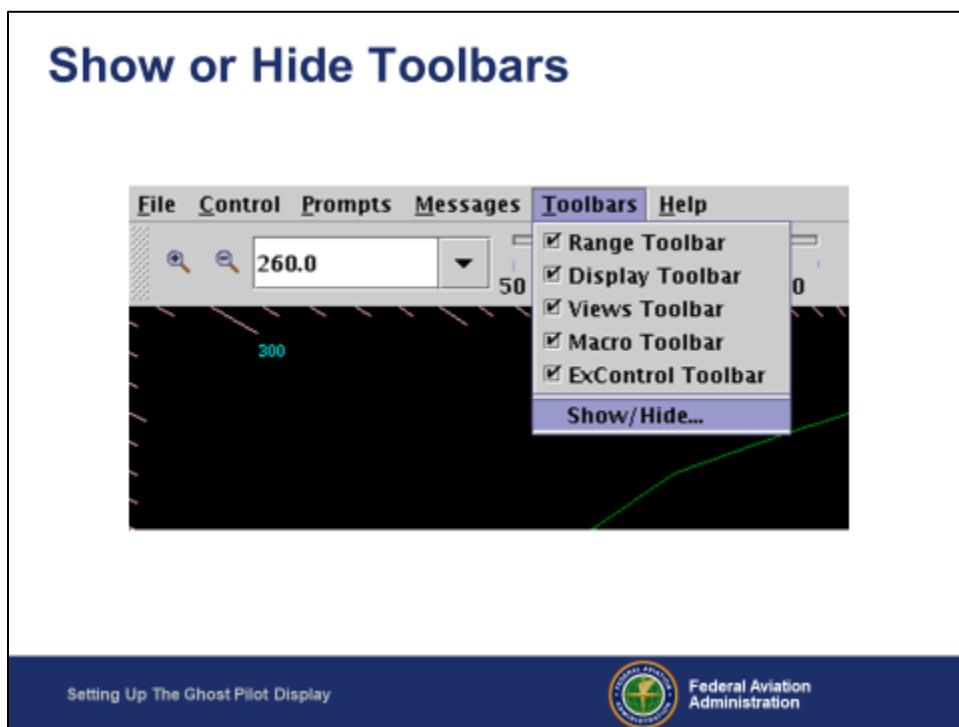 Show or Hide Toolbars
File Control Prompts Messages Toolbars Help
260.0
50
0
Range Toolbar
Display Toolbar
Views Toolbar
Macro Toolbar
ExControl Toolbar
Show/Hide...
300
Setting Up The Ghost Pilot Display
Federal Aviation
Administration